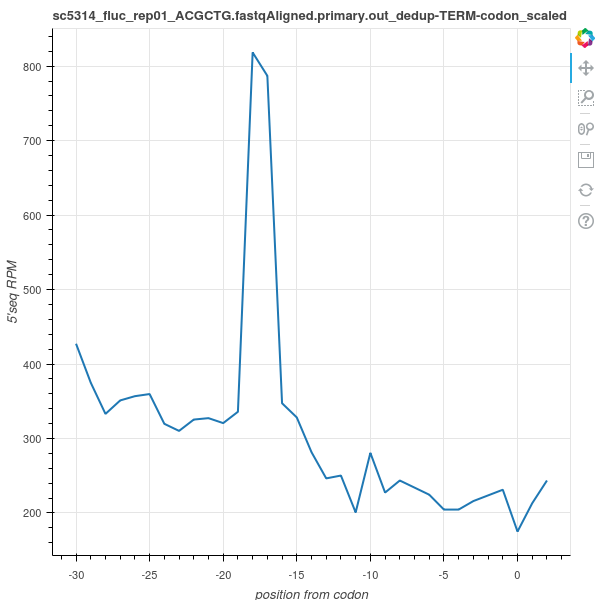 sc5314_fluc_rep01_ACGCTG.fastqAligned.primary.out_dedup-TERM-codon_scaled
800
700
600
500
400
300
200
5'seq RPM
-30 -25 -20 -15 -10 -5 0
position from codon